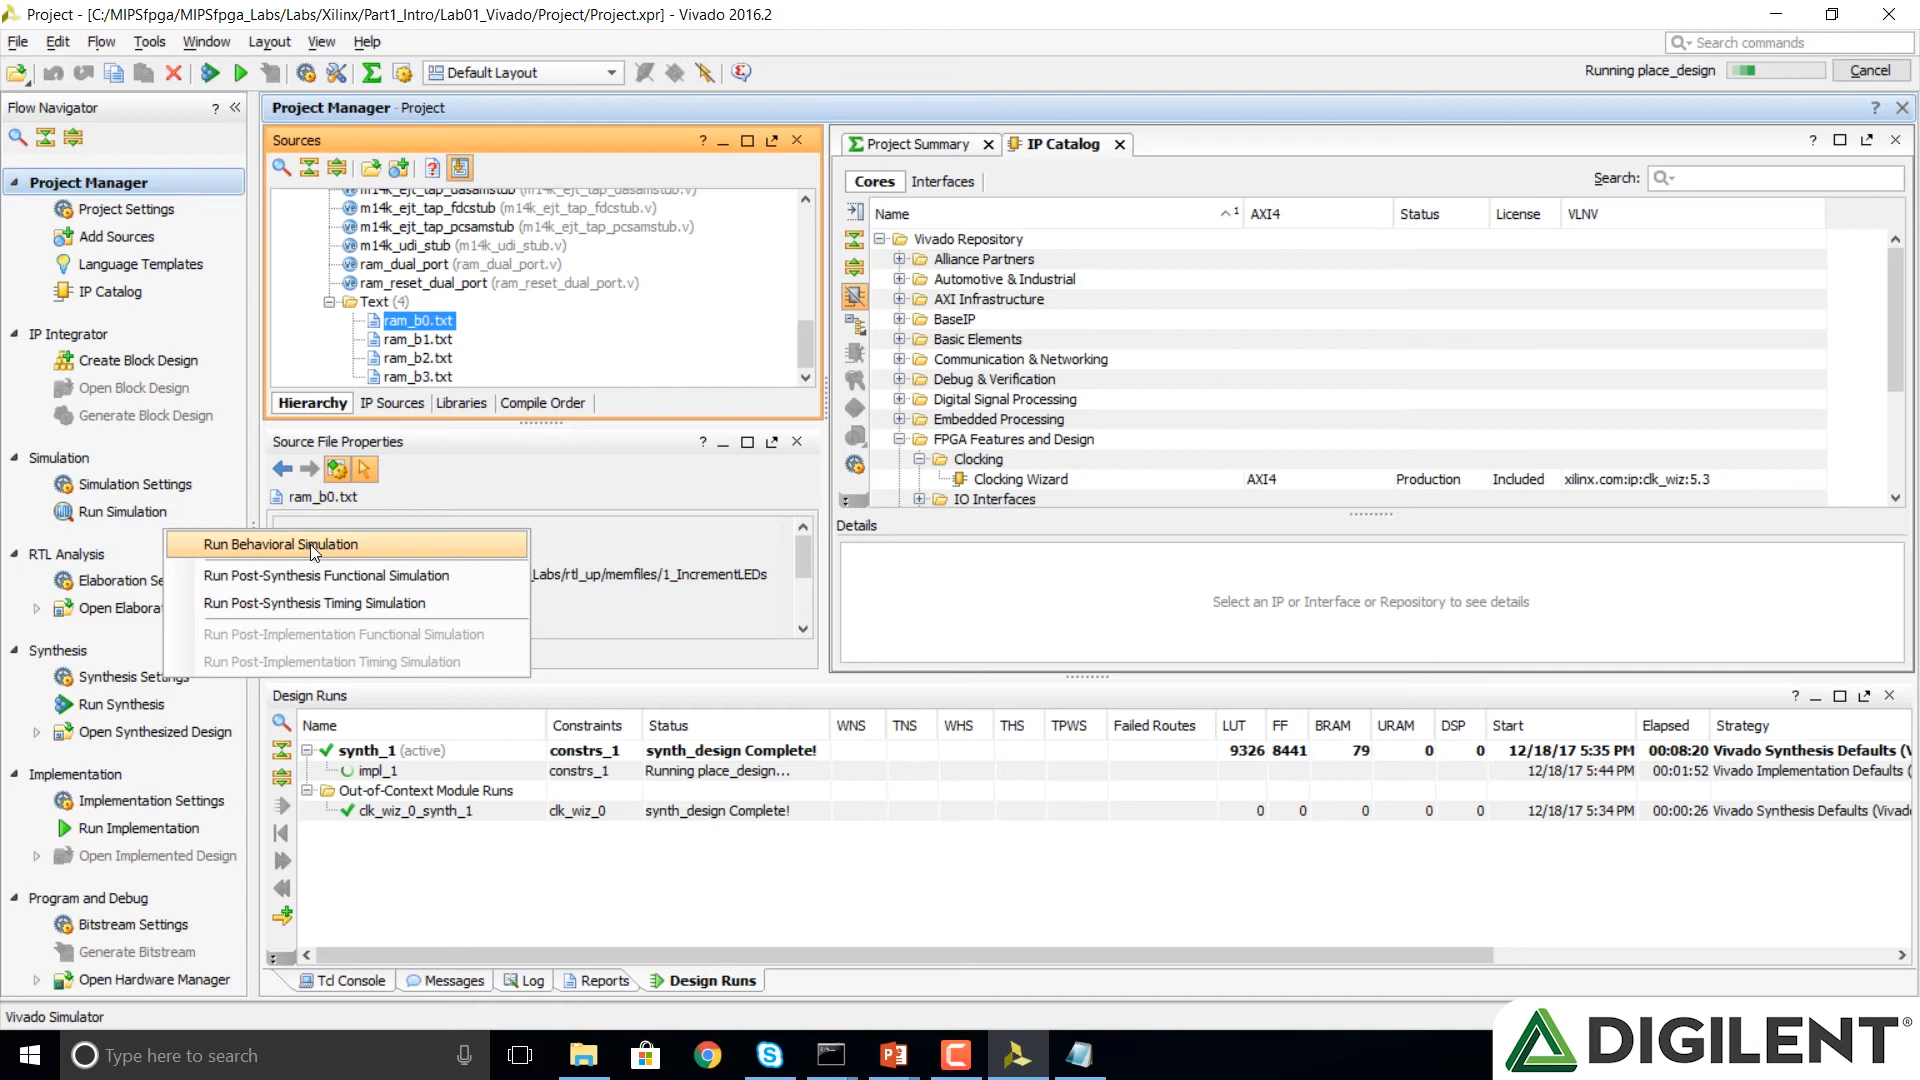 Project - [C:/MIPSfpga/MIPSfpga_Labs/Labs/Xilinx/Part1_Intro/Lab01_Vivado/Project/Project.xpr] - Vivado 2016.2
File Edit Flow Tools Window Layout View Help
Search commands
Default Layout
Running place_design
Cancel
Flow Navigator
Project Manager
Project Settings
Add Sources
Language Templates
IP Catalog
IP Integrator
Create Block Design
Open Block Design
Generate Block Design
Simulation
Simulation Settings
Run Simulation
RTL Analysis
Elaboration Se
Open Elabora
Synthesis
Synthesis Settings
Run Synthesis
Open Synthesized Design
Implementation
Implementation Settings
Run Implementation
Open Implemented Design
Program and Debug
Bitstream Settings
Generate Bitstream
Open Hardware Manager
Run Behavioral Simulation
Run Post-Synthesis Functional Simulation
Run Post-Synthesis Timing Simulation
Run Post-Implementation Functional Simulation
Run Post-Implementation Timing Simulation
Project Manager - Project
Sources
m14k_ejt_tap_dasamstub (m14k_ejt_tap_dasamstub.v)
m14k_ejt_tap_fdcstub (m14k_ejt_tap_fdcstub.v)
m14k_ejt_tap_pcsamstub (m14k_ejt_tap_pcsamstub.v)
m14k_udi_stub (m14k_udi_stub.v)
ram_dual_port (ram_dual_port.v)
ram_reset_dual_port (ram_reset_dual_port.v)
Text (4)
ram_b0.txt
ram_b1.txt
ram_b2.txt
ram_b3.txt
Hierarchy IP Sources Libraries Compile Order
Source File Properties
ram_b0.txt
_Labs/rtl_up/memfiles/1_IncrementLEDs
Project Summary
IP Catalog
Cores Interfaces
Search:
Name AXI4 Status License VLNV
Vivado Repository
Alliance Partners
Automotive & Industrial
AXI Infrastructure
BaseIP
Basic Elements
Communication & Networking
Debug & Verification
Digital Signal Processing
Embedded Processing
FPGA Features and Design
Clocking
Clocking Wizard AXI4 Production Included xilinx.com:ip:clk_wiz:5.3
IO Interfaces
Details
Select an IP or Interface or Repository to see details
Design Runs
Name Constraints Status WNS TNS WHS THS TPWS Failed Routes LUT FF BRAM URAM DSP Start Elapsed Strategy
synth_1 (active) constrs_1 synth_design Complete! 9326 8441 79 0 0 12/18/17 5:35 PM 00:08:20 Vivado Synthesis Defaults (V
impl_1 constrs_1 Running place_design... 12/18/17 5:44 PM 00:01:52 Vivado Implementation Defaults (
Out-of-Context Module Runs
clk_wiz_0_synth_1 clk_wiz_0 synth_design Complete! 0 0 0 0 0 12/18/17 5:34 PM 00:00:26 Vivado Synthesis Defaults (Vivad
Tcl Console Messages Log Reports Design Runs
Vivado Simulator
Type here to search
DIGILENT®